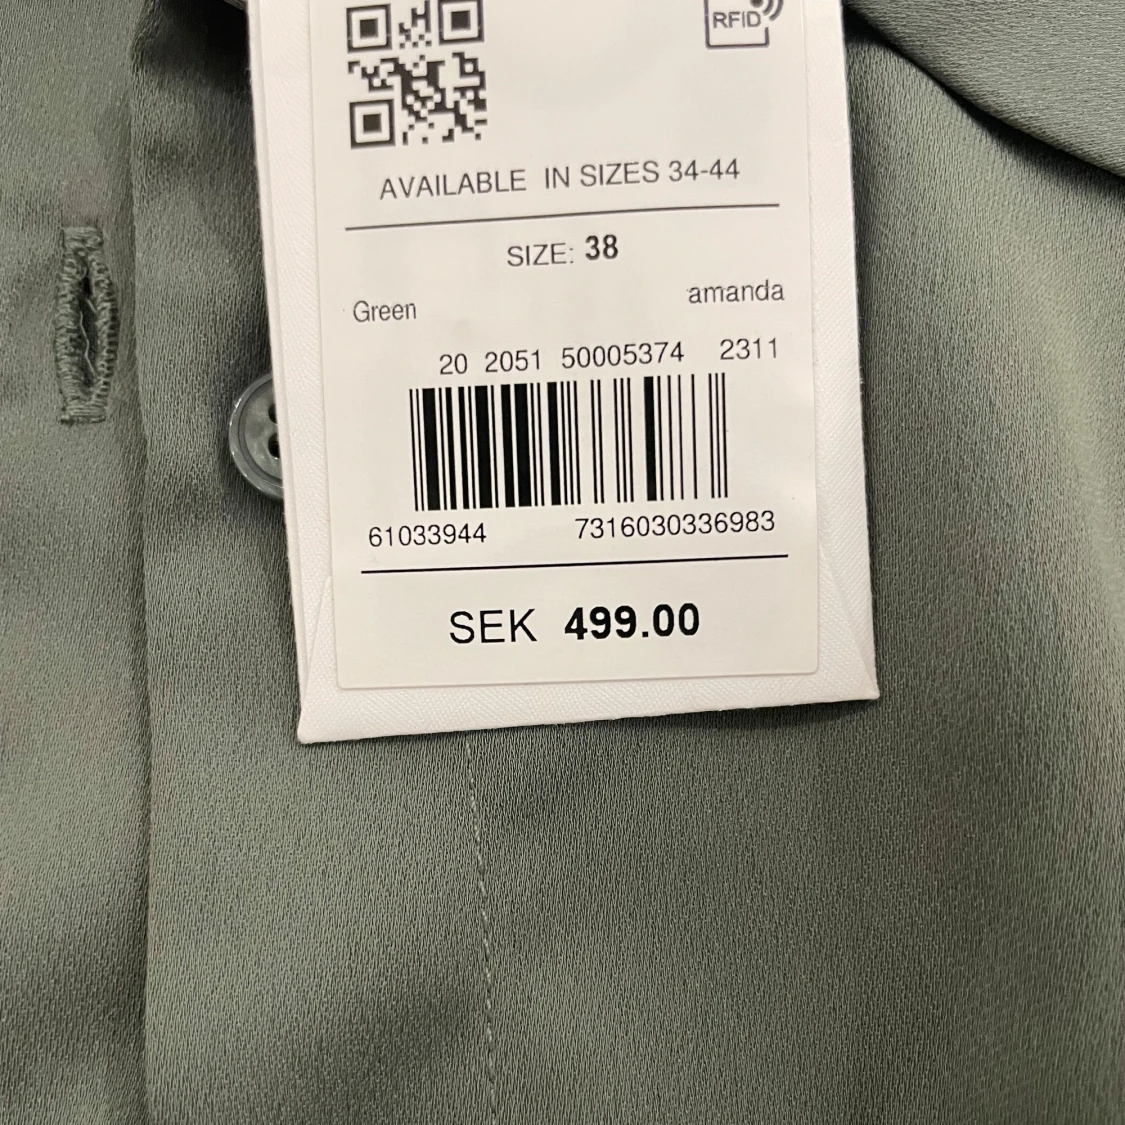 RFID
AVAILABLE IN SIZES 34-44
SIZE: 38
Green amanda
20 2051 50005374 2311
61033944 7316030336983
SEK 499.00